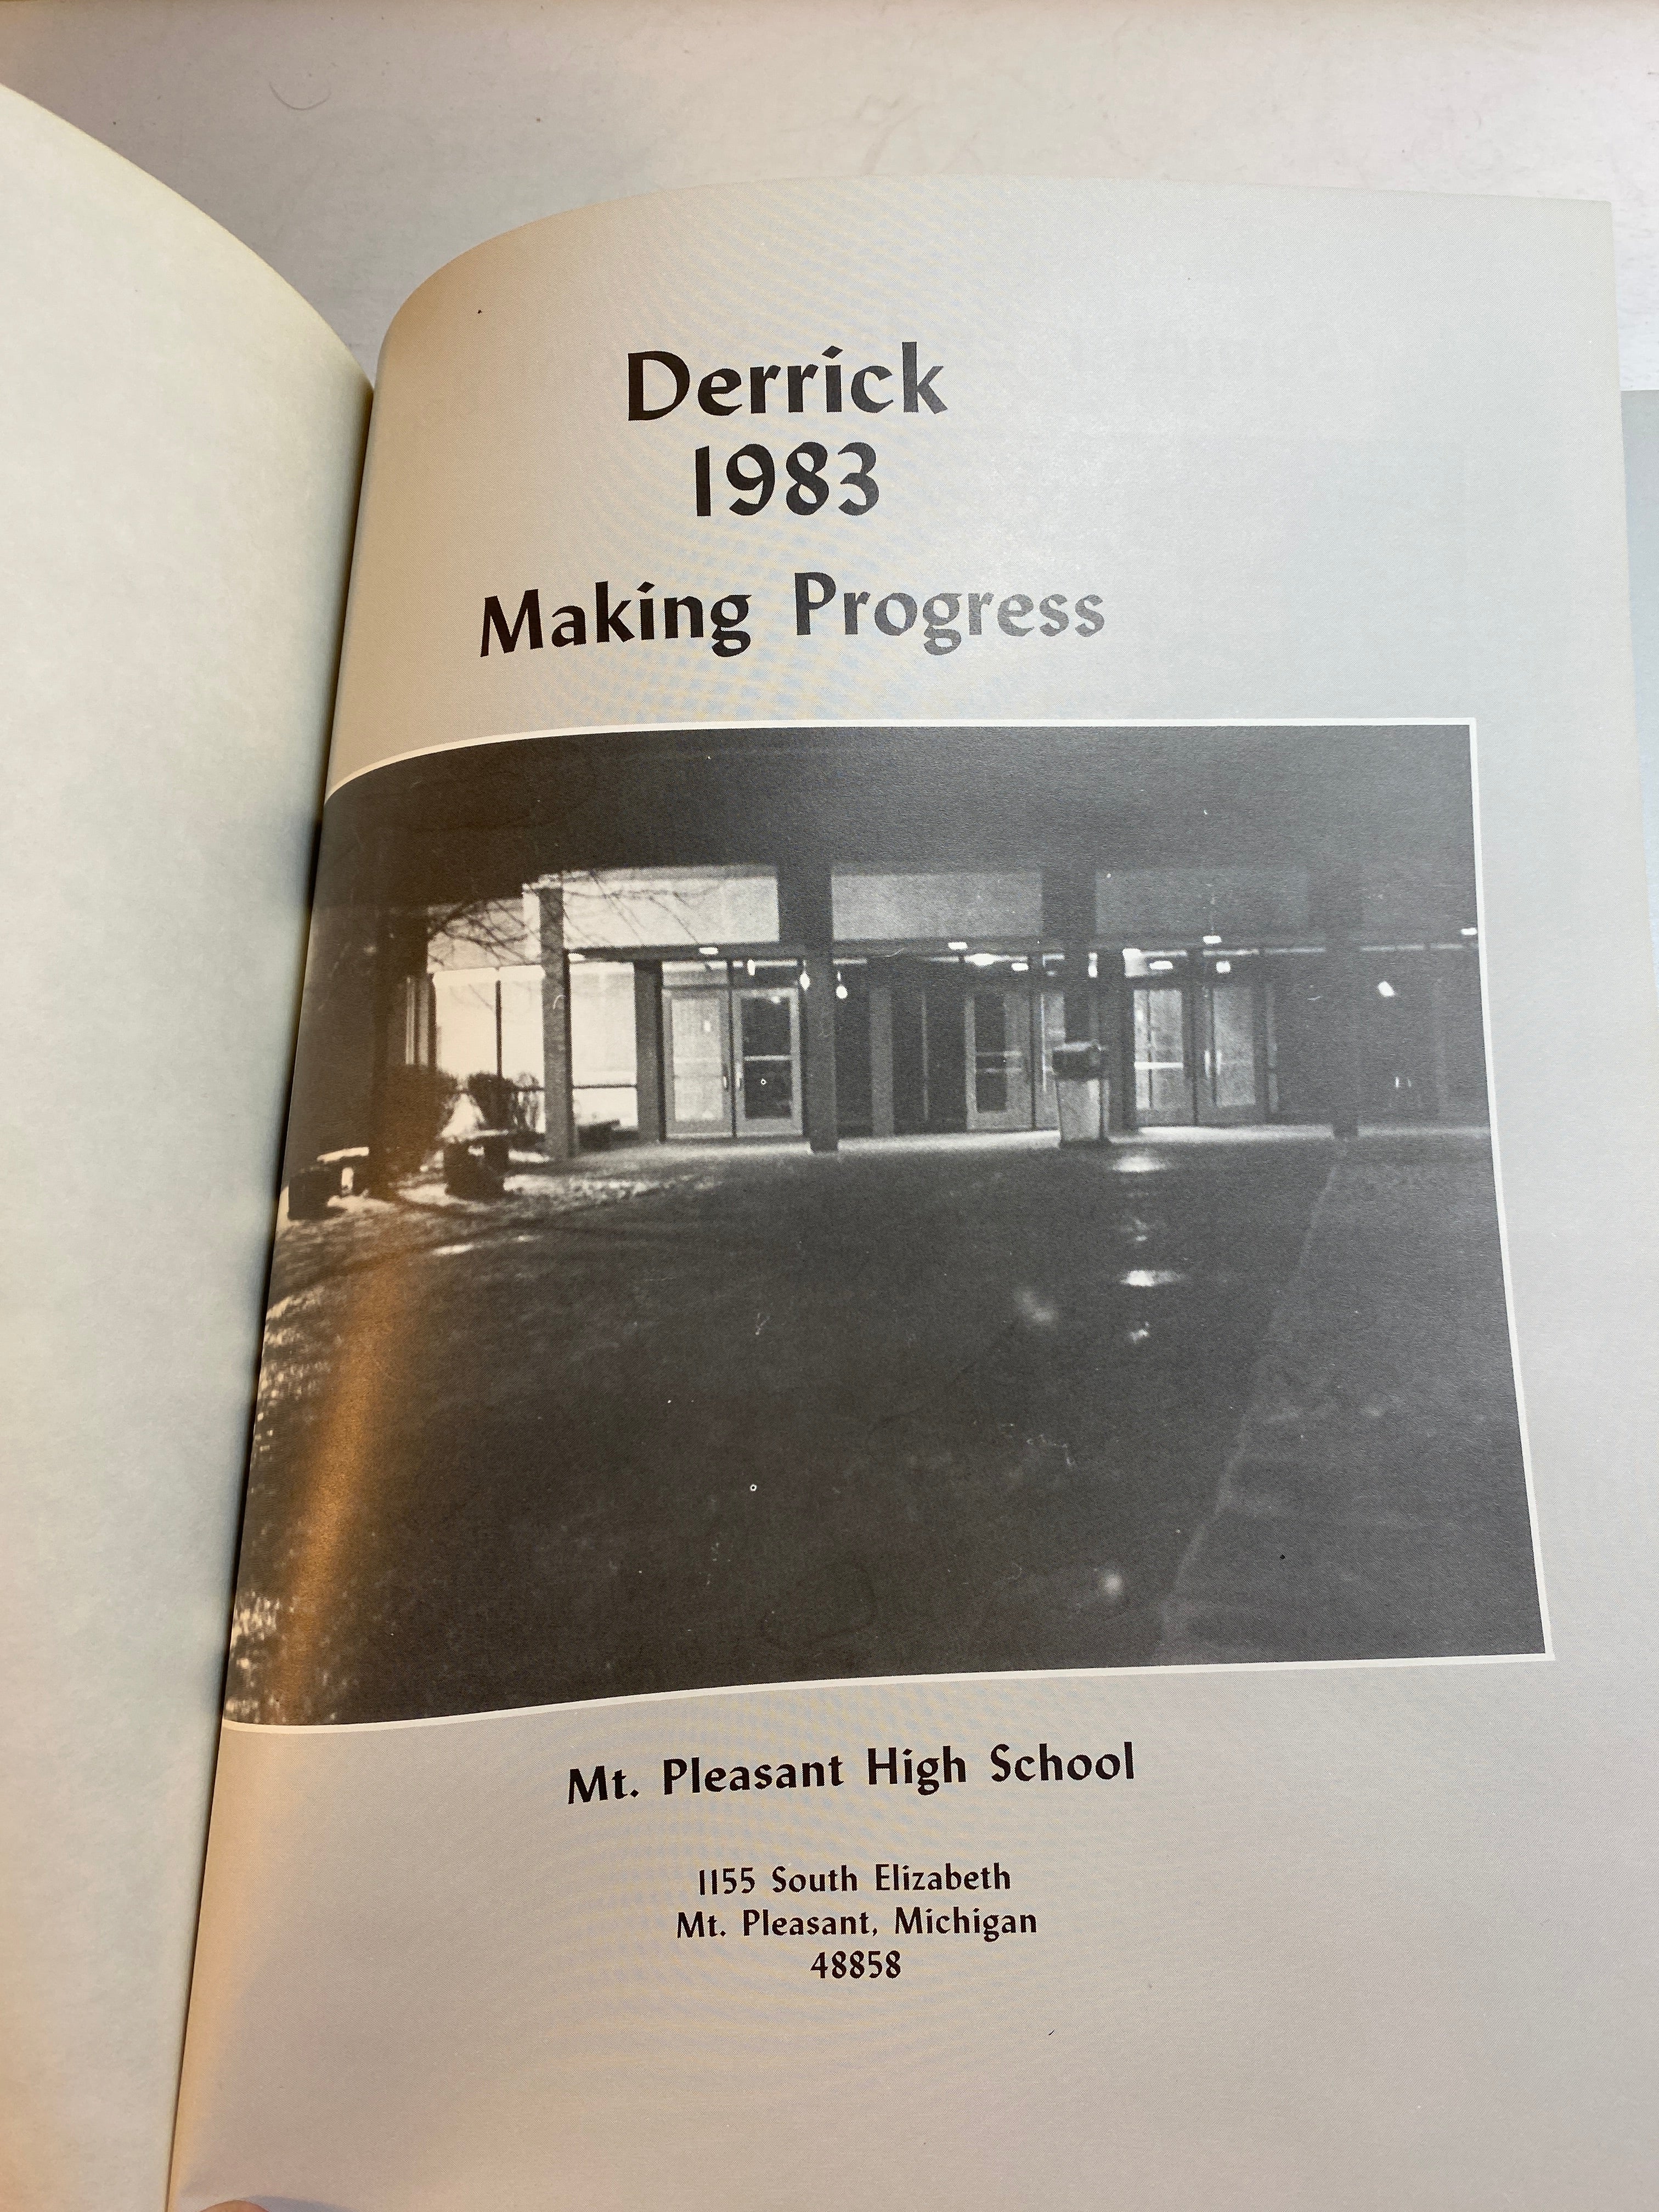 Derrick
1983
Making Progress
Mt. Pleasant High School
1155 South Elizabeth
Mt. Pleasant, Michigan
48858